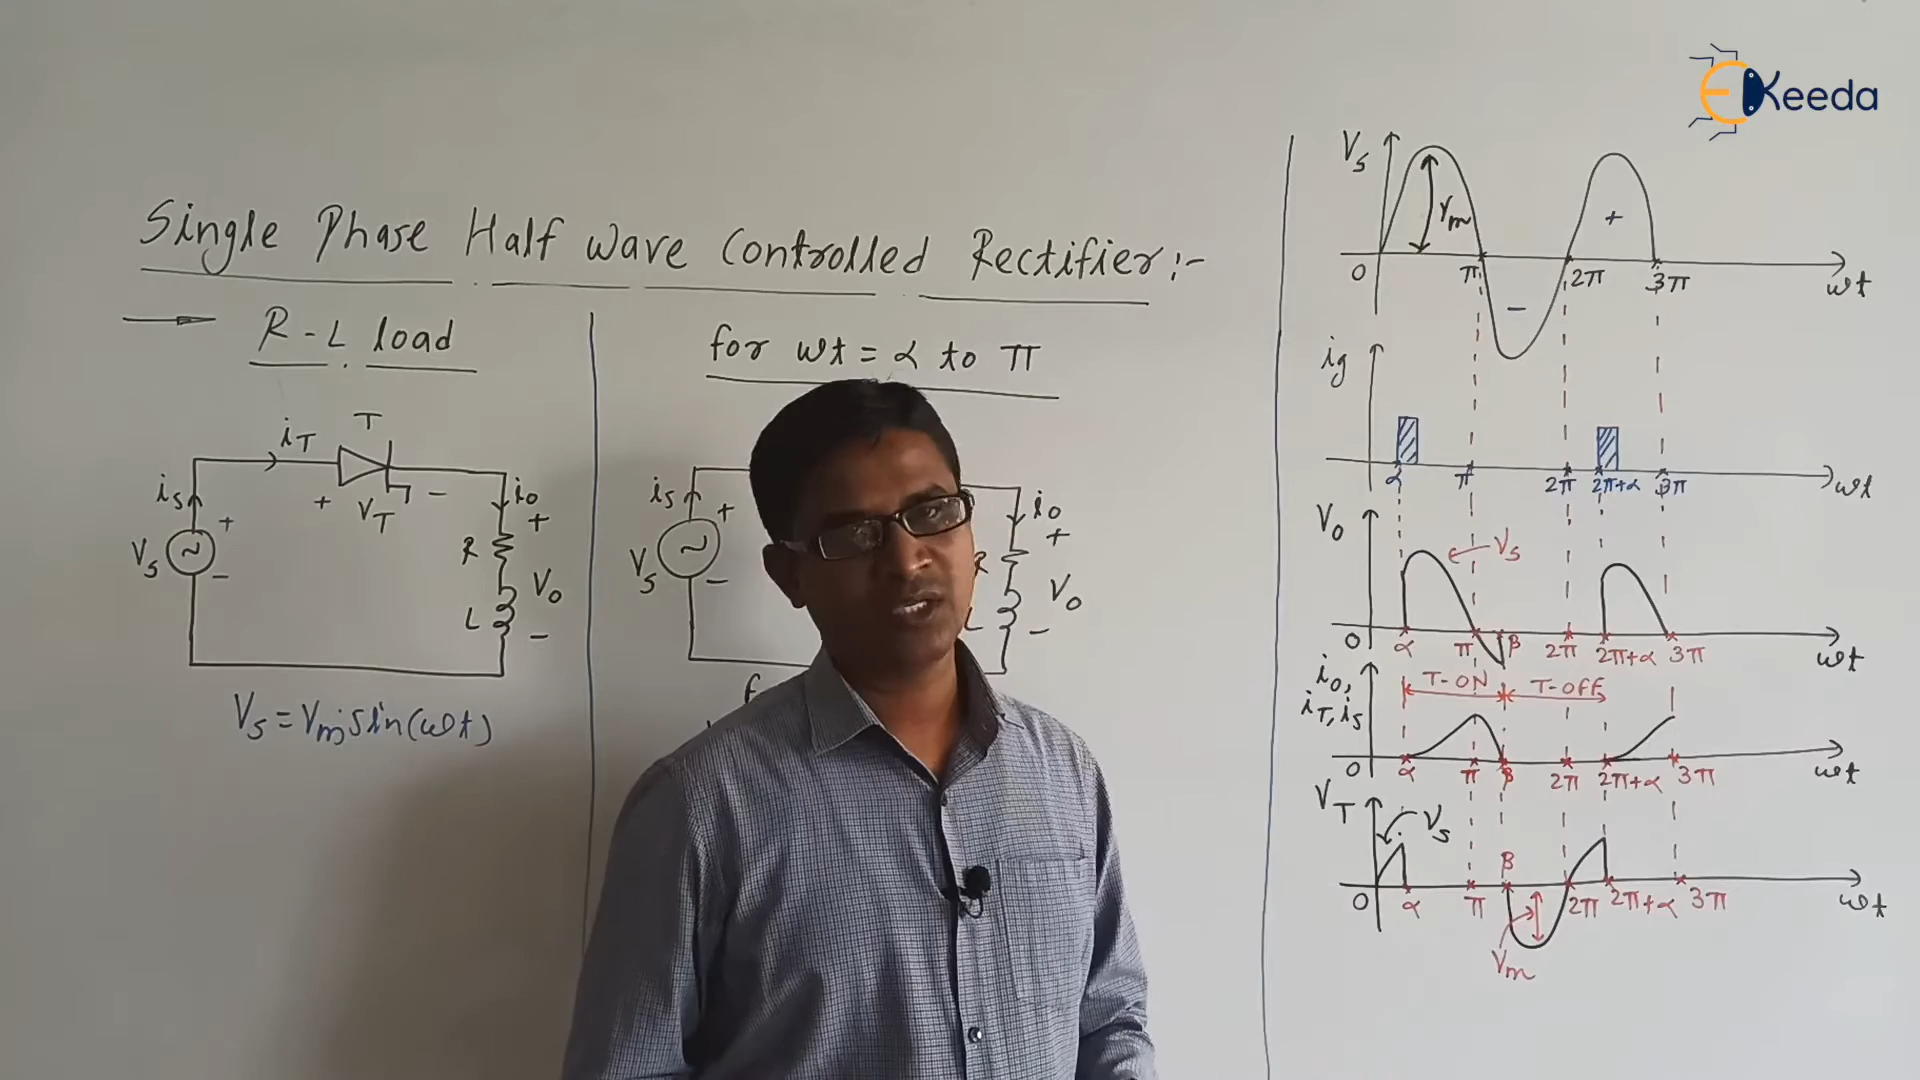 EKeeda
Single Phase Half Wave Controlled Rectifier:-
R-L load
iT
T
is
+
+ VT -
io
+
Vs
-
R
L
Vo
-
Vs = Vm sin(ωt)
for ωt = α to π
is
+
Vs
-
io
+
R
L
Vo
-
f
Vs
Vm
+
-
0 π 2π 3π ωt
ig
α π 2π 2π+α 3π ωt
Vo
Vs
0 α π β 2π 2π+α 3π ωt
io,
iT, is
T-ON T-OFF
0 α π β 2π 2π+α 3π ωt
VT
Vs
β
0 α π 2π 2π+α 3π ωt
Vm